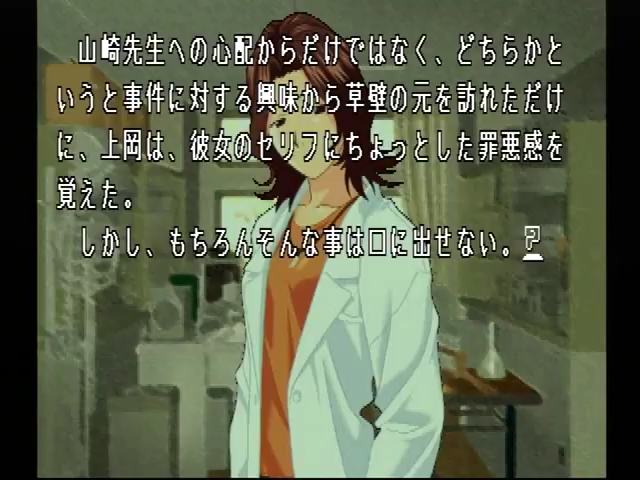 山崎先生への心配からだけではなく、どちらかと
いうと事件に対する興味から草壁の元を訪れただけ
に、上岡は、彼女のセリフにちょっとした罪悪感を
覚えた。
しかし、もちろんそんな事は口に出せない。